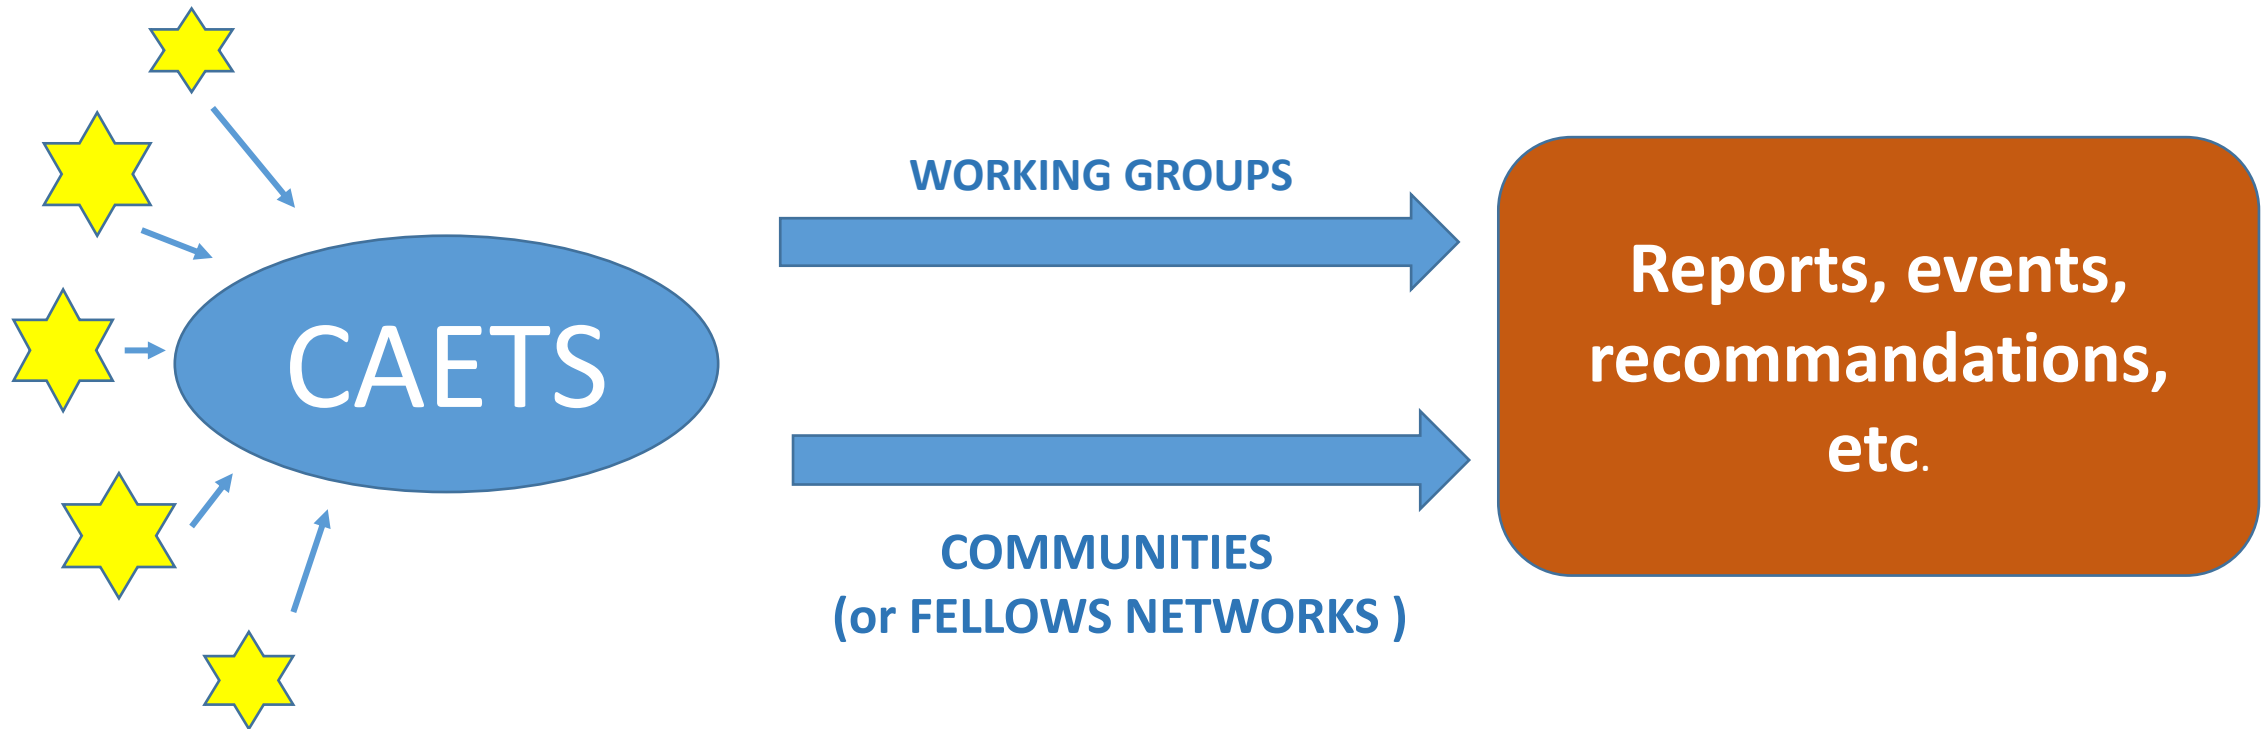 CAETS
WORKING GROUPS
COMMUNITIES
(or FELLOWS NETWORKS )
Reports, events,
recommandations,
etc.